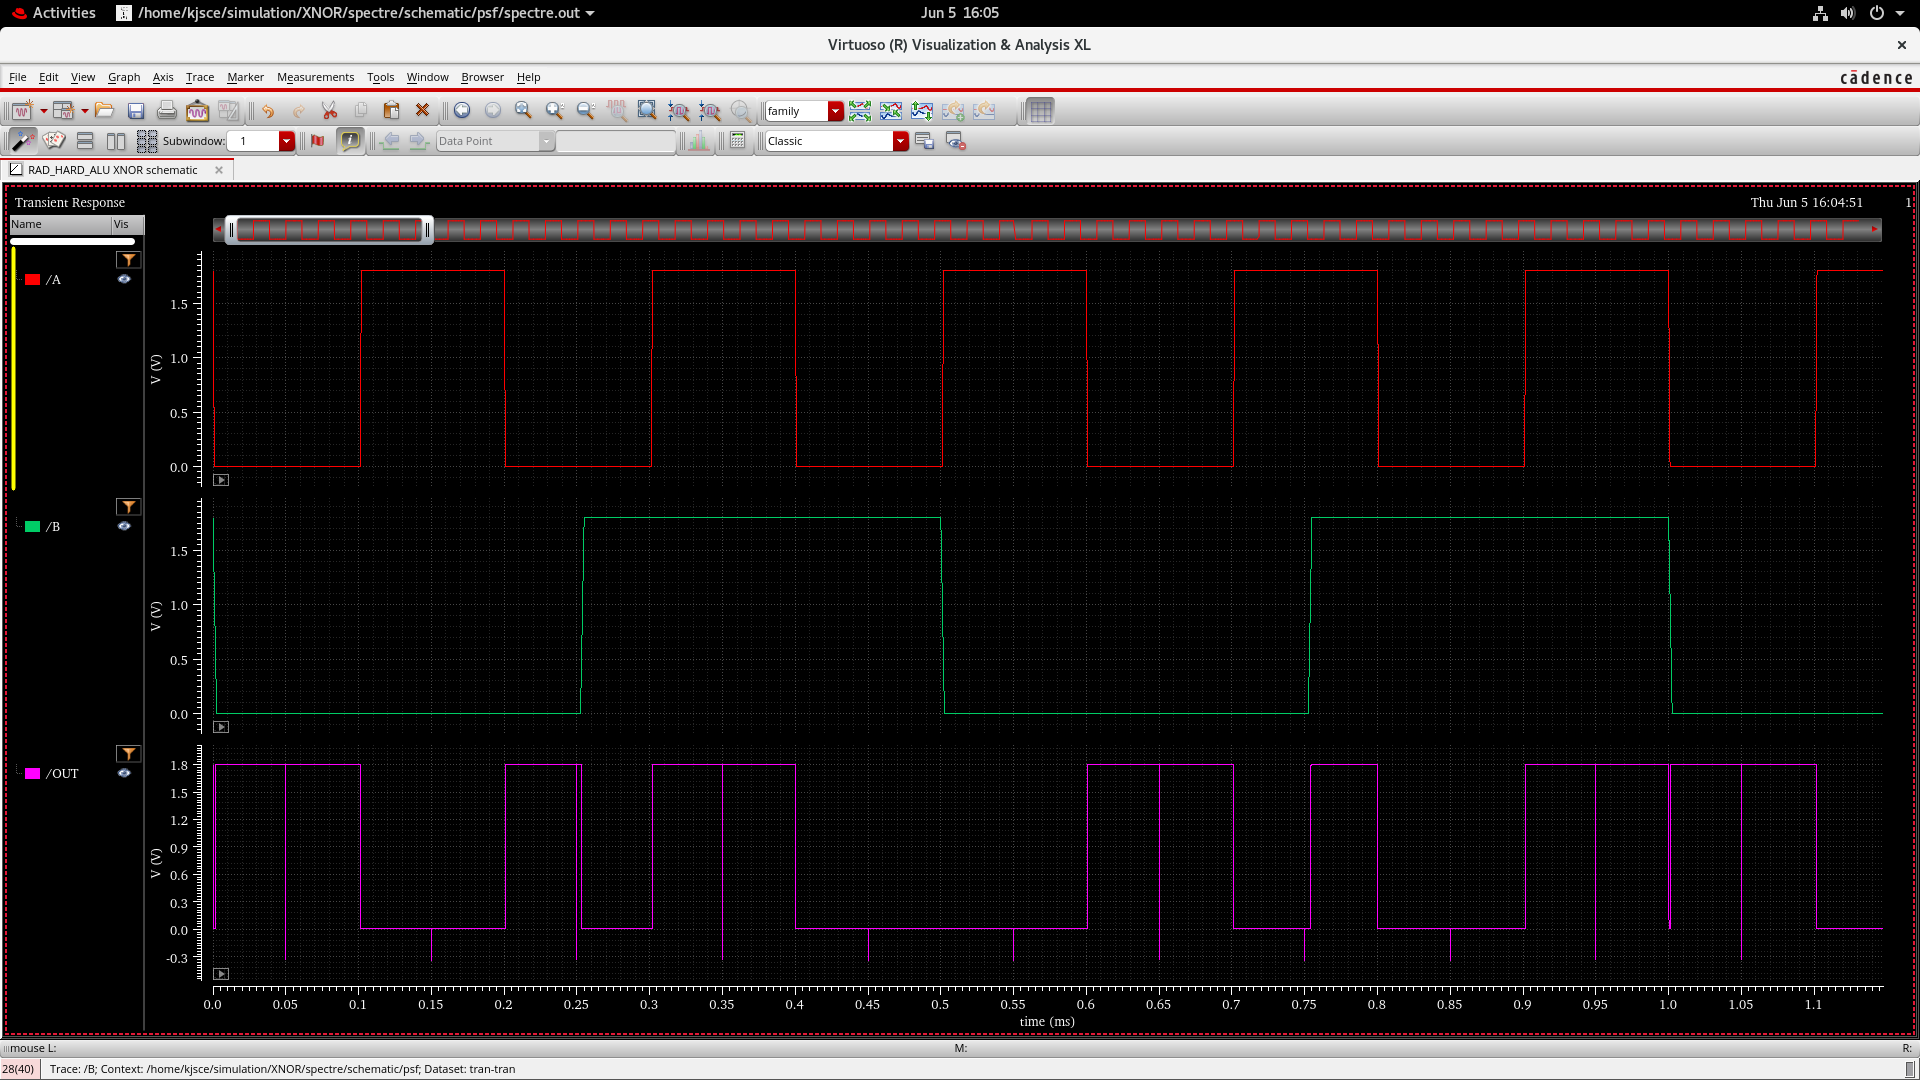 Activities /home/kjsce/simulation/XNOR/spectre/schematic/psf/spectre.out Jun 5 16:05
Virtuoso (R) Visualization & Analysis XL
File Edit View Graph Axis Trace Marker Measurements Tools Window Browser Help cādence
family
Subwindow: 1 Data Point Classic
RAD_HARD_ALU XNOR schematic
Transient Response Thu Jun 5 16:04:51 1
Name Vis
/A
1.5
1.0
V (V)
0.5
0.0
/B
1.5
1.0
V (V)
0.5
0.0
/OUT
1.8
1.5
1.2
0.9
V (V)
0.6
0.3
0.0
-0.3
0.0 0.05 0.1 0.15 0.2 0.25 0.3 0.35 0.4 0.45 0.5 0.55 0.6 0.65 0.7 0.75 0.8 0.85 0.9 0.95 1.0 1.05 1.1
time (ms)
mouse L: M: R:
28(40) Trace: /B; Context: /home/kjsce/simulation/XNOR/spectre/schematic/psf; Dataset: tran-tran